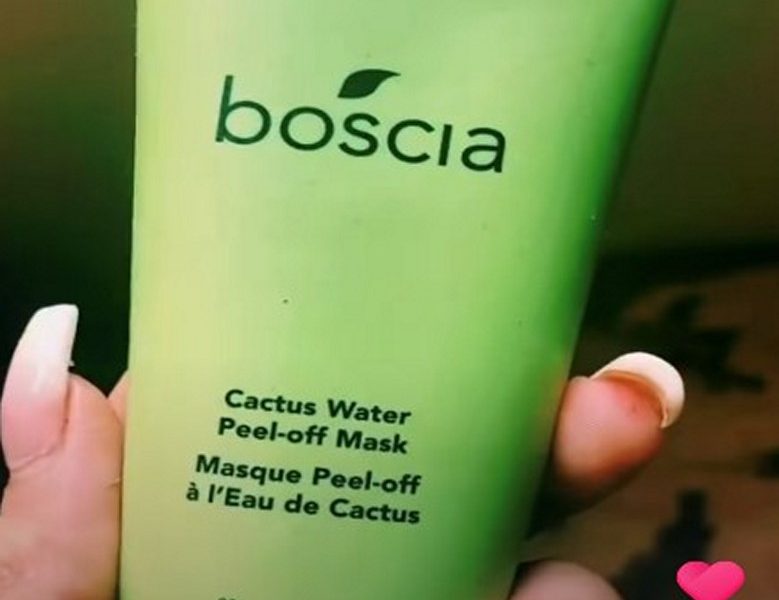 boscia
Cactus Water
Peel-off Mask
Masque Peel-off
à l'Eau de Cactus